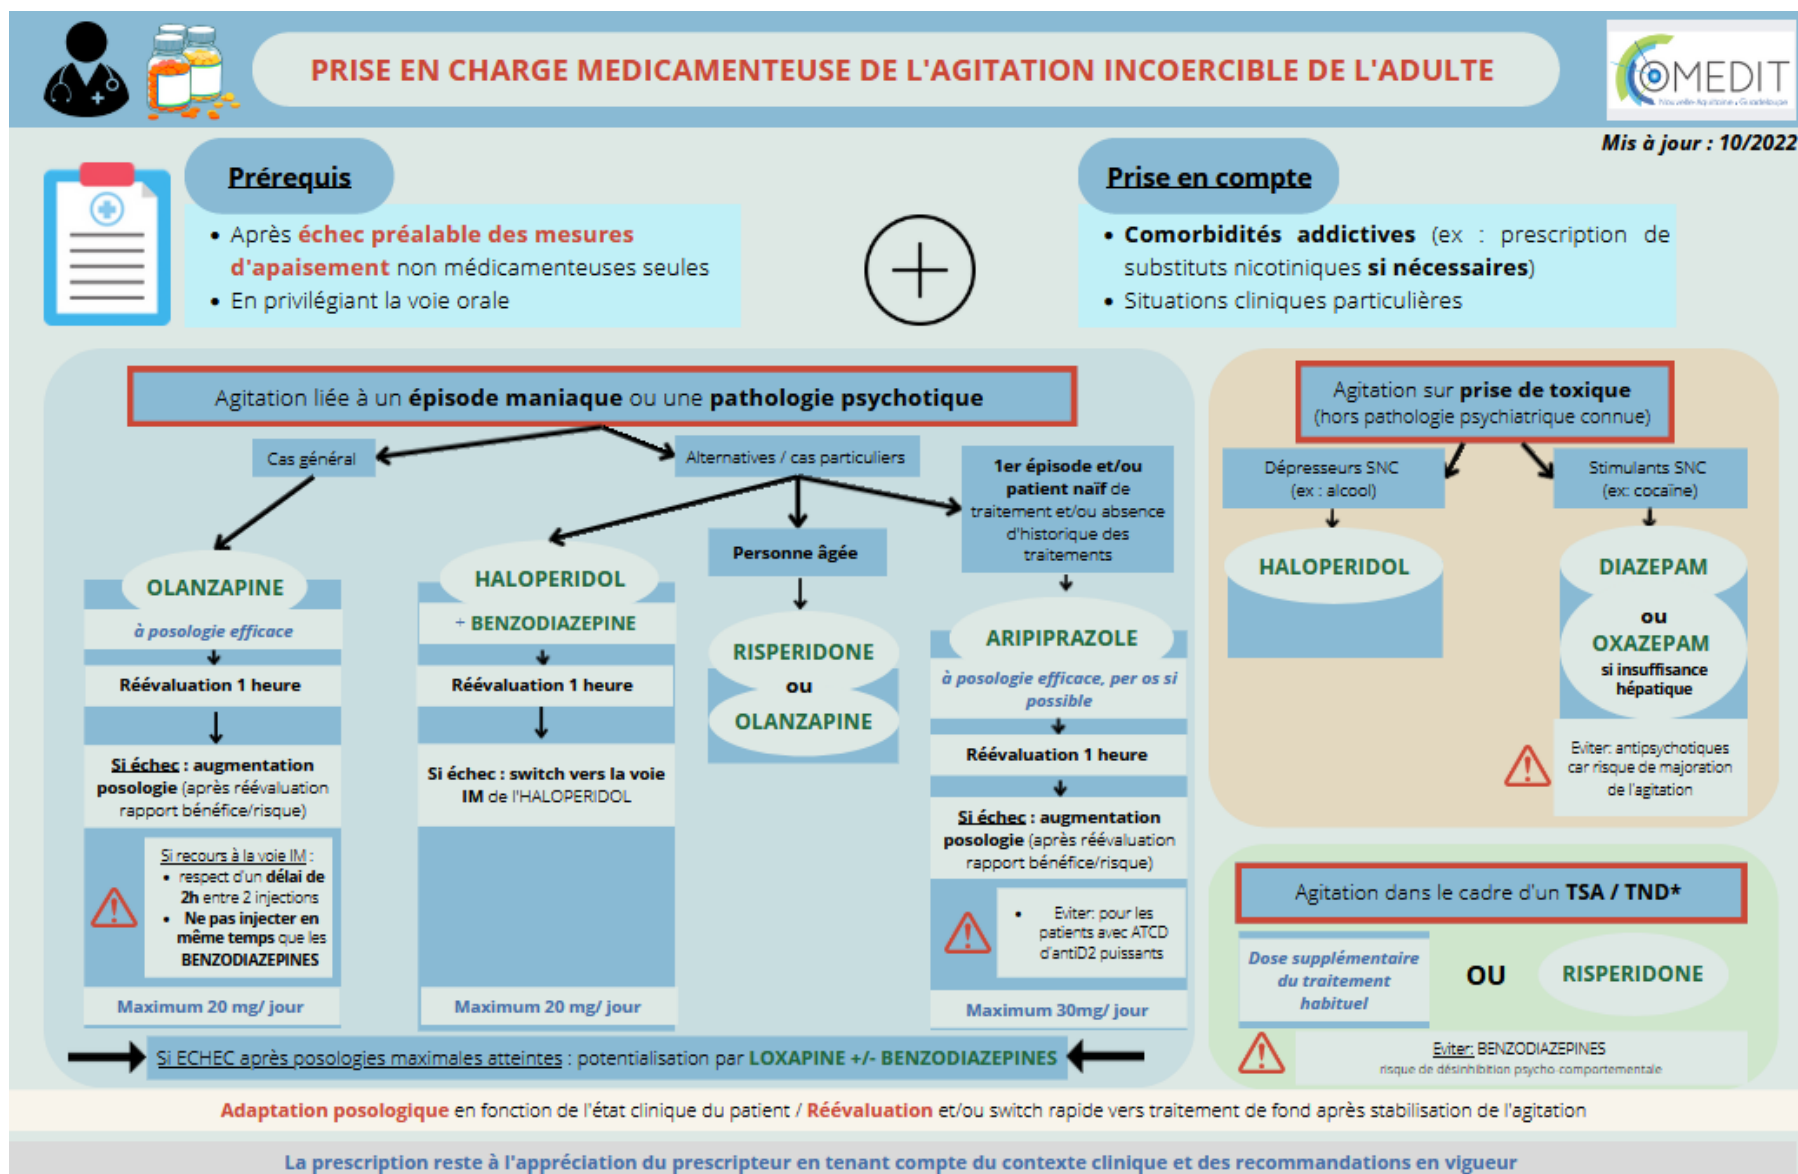 PRISE EN CHARGE MEDICAMENTEUSE DE L'AGITATION INCOERCIBLE DE L'ADULTE
OMEDIT
Nouvelle-Aquitaine • Guadeloupe
Mis à jour : 10/2022
Prérequis
• Après échec préalable des mesures
d'apaisement non médicamenteuses seules
• En privilégiant la voie orale
Prise en compte
• Comorbidités addictives (ex : prescription de
substituts nicotiniques si nécessaires)
• Situations cliniques particulières
Agitation liée à un épisode maniaque ou une pathologie psychotique
Cas général
Alternatives / cas particuliers
OLANZAPINE
à posologie efficace
Réévaluation 1 heure
Si échec : augmentation
posologie (après réévaluation
rapport bénéfice/risque)
Si recours à la voie IM :
• respect d'un délai de
2h entre 2 injections
• Ne pas injecter en
même temps que les
BENZODIAZEPINES
Maximum 20 mg/ jour
HALOPERIDOL
+ BENZODIAZEPINE
Réévaluation 1 heure
Si échec : switch vers la voie
IM de l'HALOPERIDOL
Maximum 20 mg/ jour
Personne âgée
RISPERIDONE
ou
OLANZAPINE
1er épisode et/ou
patient naïf de
traitement et/ou absence
d'historique des
traitements
ARIPIPRAZOLE
à posologie efficace, per os si
possible
Réévaluation 1 heure
Si échec : augmentation
posologie (après réévaluation
rapport bénéfice/risque)
• Eviter: pour les
patients avec ATCD
d'antiD2 puissants
Maximum 30mg/ jour
Si ECHEC après posologies maximales atteintes : potentialisation par LOXAPINE +/- BENZODIAZEPINES
Agitation sur prise de toxique
(hors pathologie psychiatrique connue)
Dépresseurs SNC
(ex : alcool)
HALOPERIDOL
Stimulants SNC
(ex: cocaïne)
DIAZEPAM
ou
OXAZEPAM
si insuffisance
hépatique
Eviter: antipsychotiques
car risque de majoration
de l'agitation
Agitation dans le cadre d'un TSA / TND*
Dose supplémentaire
du traitement
habituel
OU
RISPERIDONE
Eviter: BENZODIAZEPINES
risque de désinhibition psycho-comportementale
Adaptation posologique en fonction de l'état clinique du patient / Réévaluation et/ou switch rapide vers traitement de fond après stabilisation de l'agitation
La prescription reste à l'appréciation du prescripteur en tenant compte du contexte clinique et des recommandations en vigueur